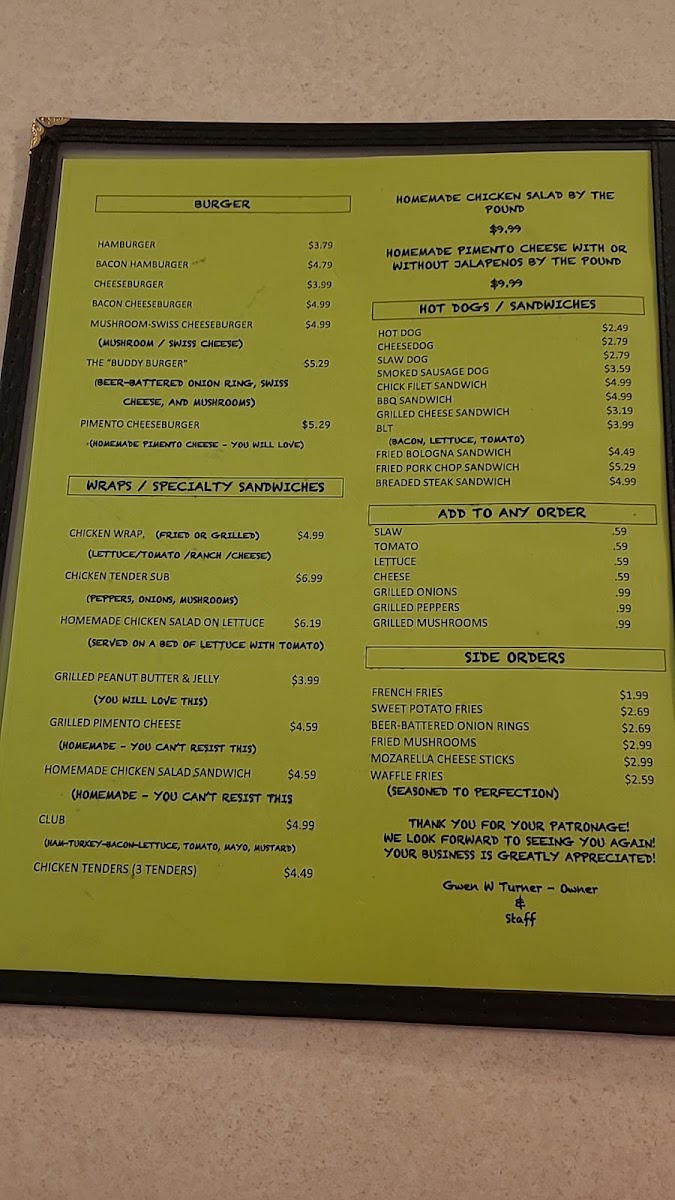 BURGER
HAMBURGER $3.79
BACON HAMBURGER $4.79
CHEESEBURGER $3.99
BACON CHEESEBURGER $4.99
MUSHROOM-SWISS CHEESEBURGER $4.99
(MUSHROOM / SWISS CHEESE)
THE "BUDDY BURGER" $5.29
(BEER-BATTERED ONION RING, SWISS
CHEESE, AND MUSHROOMS)
PIMENTO CHEESEBURGER $5.29
(HOMEMADE PIMENTO CHEESE - YOU WILL LOVE)
WRAPS / SPECIALTY SANDWICHES
CHICKEN WRAP, (FRIED OR GRILLED) $4.99
(LETTUCE/TOMATO /RANCH /CHEESE)
CHICKEN TENDER SUB $6.99
(PEPPERS, ONIONS, MUSHROOMS)
HOMEMADE CHICKEN SALAD ON LETTUCE $6.19
(SERVED ON A BED OF LETTUCE WITH TOMATO)
GRILLED PEANUT BUTTER & JELLY $3.99
(YOU WILL LOVE THIS)
GRILLED PIMENTO CHEESE $4.59
(HOMEMADE - YOU CAN'T RESIST THIS)
HOMEMADE CHICKEN SALAD SANDWICH $4.59
(HOMEMADE - YOU CAN'T RESIST THIS
CLUB $4.99
(HAM-TURKEY-BACON-LETTUCE, TOMATO, MAYO, MUSTARD)
CHICKEN TENDERS (3 TENDERS) $4.49
HOMEMADE CHICKEN SALAD BY THE
POUND
$9.99
HOMEMADE PIMENTO CHEESE WITH OR
WITHOUT JALAPENOS BY THE POUND
$9.99
HOT DOGS / SANDWICHES
HOT DOG $2.49
CHEESEDOG $2.79
SLAW DOG $2.79
SMOKED SAUSAGE DOG $3.59
CHICK FILET SANDWICH $4.99
BBQ SANDWICH $4.99
GRILLED CHEESE SANDWICH $3.19
BLT $3.99
(BACON, LETTUCE, TOMATO)
FRIED BOLOGNA SANDWICH $4.49
FRIED PORK CHOP SANDWICH $5.29
BREADED STEAK SANDWICH $4.99
ADD TO ANY ORDER
SLAW .59
TOMATO .59
LETTUCE .59
CHEESE .59
GRILLED ONIONS .99
GRILLED PEPPERS .99
GRILLED MUSHROOMS .99
SIDE ORDERS
FRENCH FRIES $1.99
SWEET POTATO FRIES $2.69
BEER-BATTERED ONION RINGS $2.69
FRIED MUSHROOMS $2.99
MOZARELLA CHEESE STICKS $2.99
WAFFLE FRIES $2.59
(SEASONED TO PERFECTION)
THANK YOU FOR YOUR PATRONAGE!
WE LOOK FORWARD TO SEEING YOU AGAIN!
YOUR BUSINESS IS GREATLY APPRECIATED!
Gwen W Turner - Owner
&
Staff